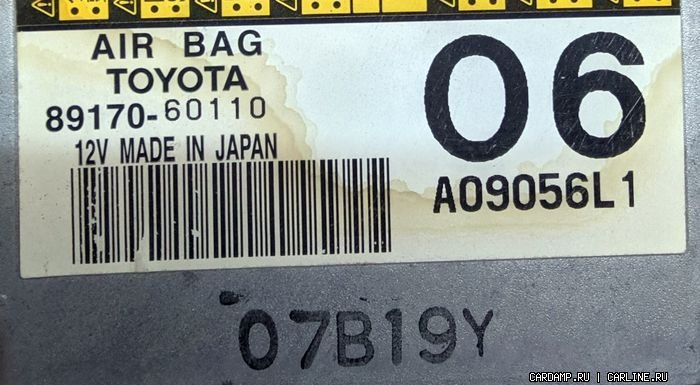 AIR BAG
TOYOTA
89170-60110
12V MADE IN JAPAN
06
A09056L1
07B19Y
CARDAMP.RU | CARLINE.RU